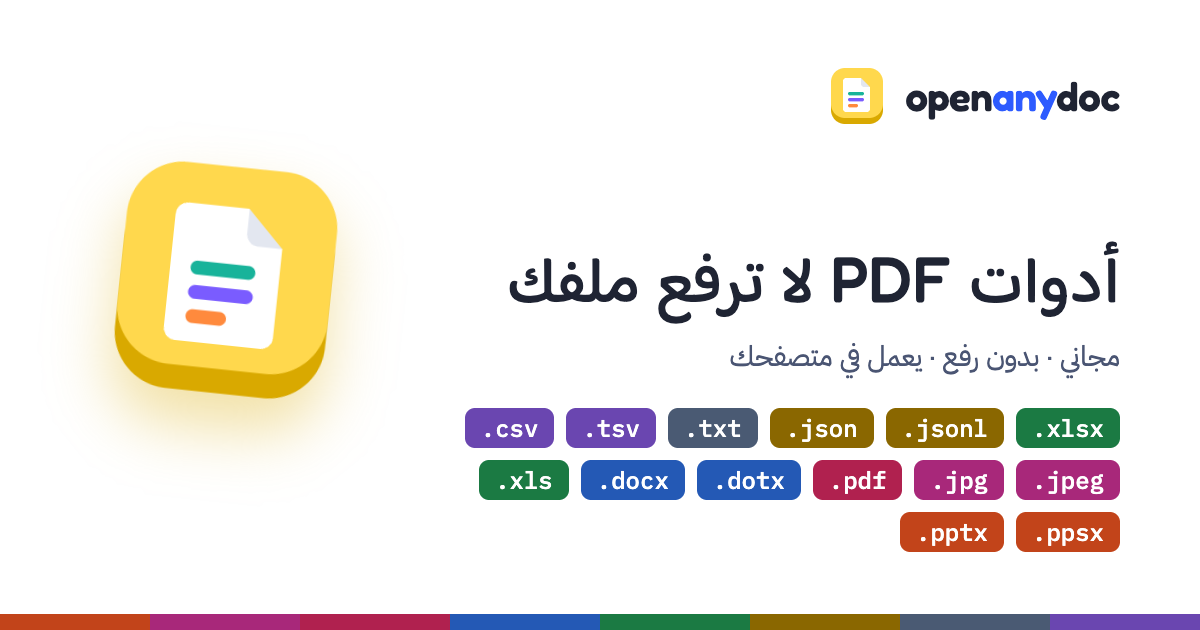 openanydoc
أدوات PDF لا ترفع ملفك
مجاني · بدون رفع · يعمل في متصفحك
.xlsx .jsonl .json .txt .tsv .csv
.jpeg .jpg .pdf .dotx .docx .xls
.ppsx .pptx